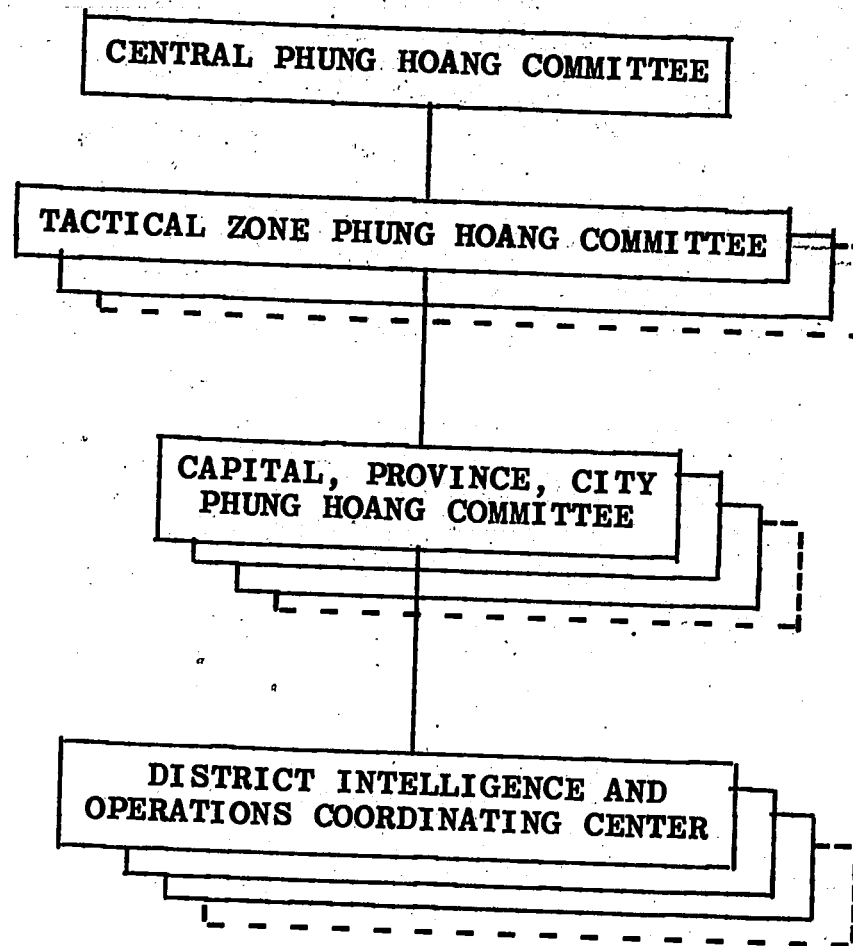 CENTRAL PHUNG HOANG COMMITTEE
TACTICAL ZONE PHUNG HOANG COMMITTEE
CAPITAL, PROVINCE, CITY
PHUNG HOANG COMMITTEE
DISTRICT INTELLIGENCE AND
OPERATIONS COORDINATING CENTER